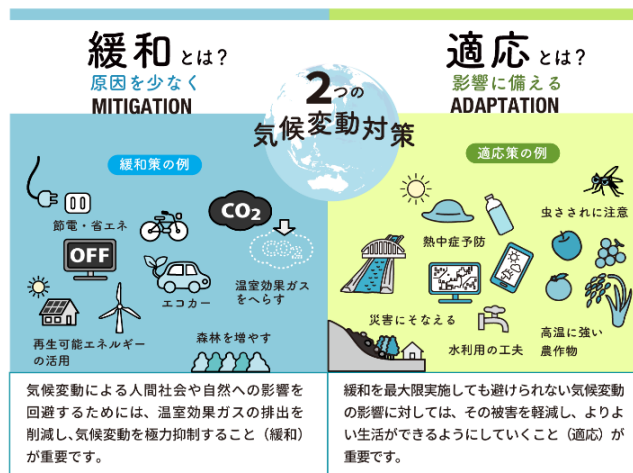 緩和とは?
原因を少なく
MITIGATION
2つの
気候変動対策
適応とは?
影響に備える
ADAPTATION
緩和策の例
節電・省エネ
OFF
CO2
エコカー
温室効果ガス
をへらす
再生可能エネルギー
の活用
森林を増やす
適応策の例
虫さされに注意
熱中症予防
災害にそなえる
水利用の工夫
高温に強い
農作物
気候変動による人間社会や自然への影響を
回避するためには、温室効果ガスの排出を
削減し、気候変動を極力抑制すること(緩和)
が重要です。
緩和を最大限実施しても避けられない気候変動
の影響に対しては、その被害を軽減し、よりよ
い生活ができるようにしていくこと(適応)が
重要です。